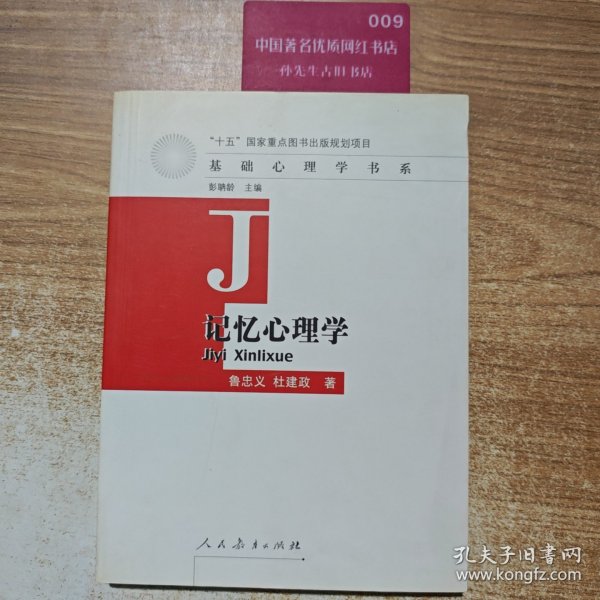 009
中国著名优质网红书店
孙先生古旧书店
“十五”国家重点图书出版规划项目
基础心理学书系
彭聃龄 主编
J
记忆心理学
Jiyi Xinlixue
鲁忠义 杜建政 著
人民教育出版社
孔夫子旧书网
www.kongfz.com